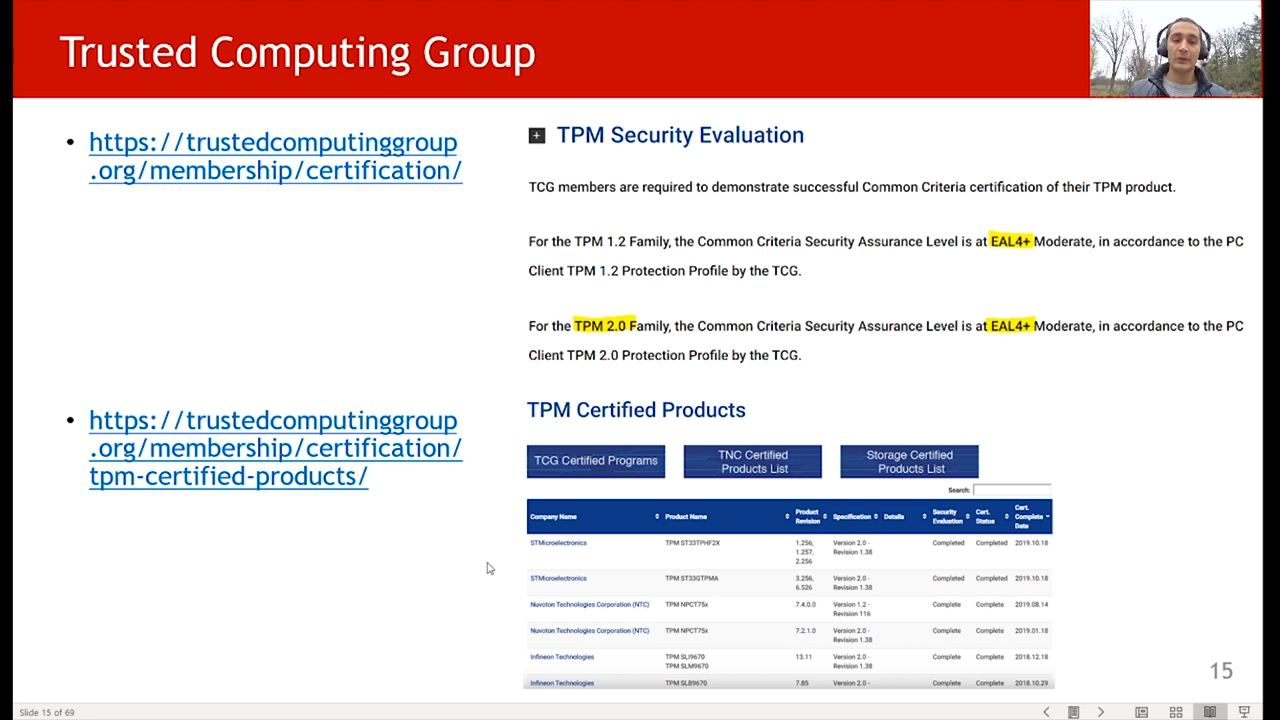 Trusted Computing Group
• https://trustedcomputinggroup
.org/membership/certification/
+ TPM Security Evaluation
TCG members are required to demonstrate successful Common Criteria certification of their TPM product.
For the TPM 1.2 Family, the Common Criteria Security Assurance Level is at EAL4+ Moderate, in accordance to the PC
Client TPM 1.2 Protection Profile by the TCG.
For the TPM 2.0 Family, the Common Criteria Security Assurance Level is at EAL4+ Moderate, in accordance to the PC
Client TPM 2.0 Protection Profile by the TCG.
• https://trustedcomputinggroup
.org/membership/certification/
tpm-certified-products/
TPM Certified Products
TCG Certified Programs
TNC Certified
Products List
Storage Certified
Products List
Search:
Company Name Product Name Product Revision Specification Details Security Evaluation Cert. Status Cert. Complete Date
STMicroelectronics TPM ST33TPHF2X 1.256, Version 2.0 - Completed Completed 2019.10.18
1.257, Revision 1.38
2.256
STMicroelectronics TPM ST33GTPMA 3.256, Version 2.0 - Completed Completed 2019.10.18
6.526 Revision 1.38
Nuvoton Technologies Corporation (NTC) TPM NPCT75x 7.4.0.0 Version 1.2 - Complete Complete 2019.08.14
Revision 116
Nuvoton Technologies Corporation (NTC) TPM NPCT75x 7.2.1.0 Version 2.0 - Complete Complete 2019.01.18
Revision 1.38
Infineon Technologies TPM SLI9670 13.11 Version 2.0 - Complete Complete 2018.12.18
TPM SLM9670 Revision 1.38
Infineon Technologies TPM SLB9670 7.85 Version 2.0 - Complete Complete 2018.10.29
15
Slide 15 of 69